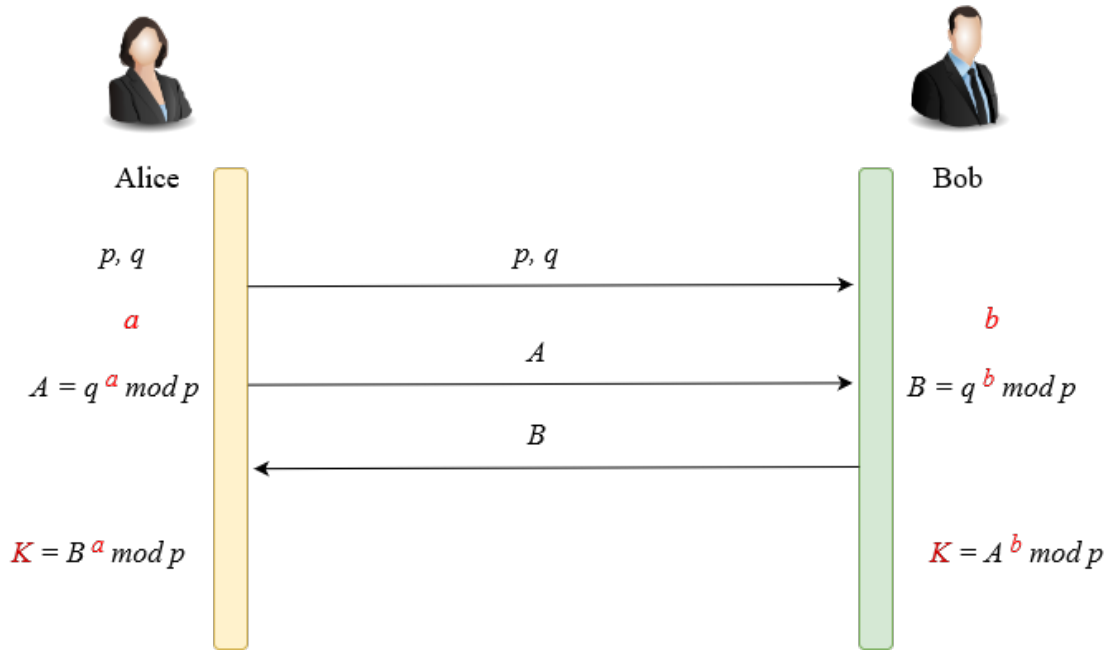 Alice
Bob
p, q
p, q
a
b
A
A = q^a mod p
B = q^b mod p
B
K = B^a mod p
K = A^b mod p